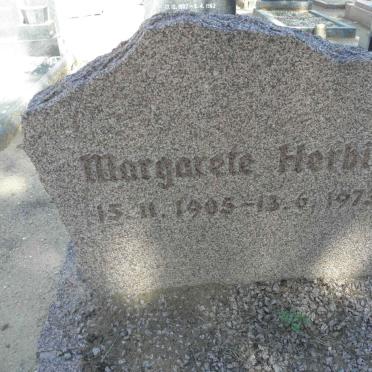 Margarete Herbi
15. 11. 1905 - 13. 6. 197